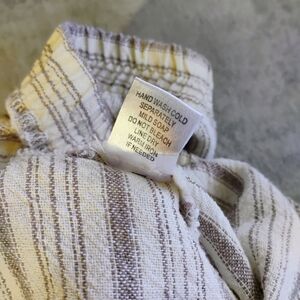 HAND WASH COLD
SEPARATELY
MILD SOAP
DO NOT BLEACH
LINE DRY
WARM IRON
IF NEEDED